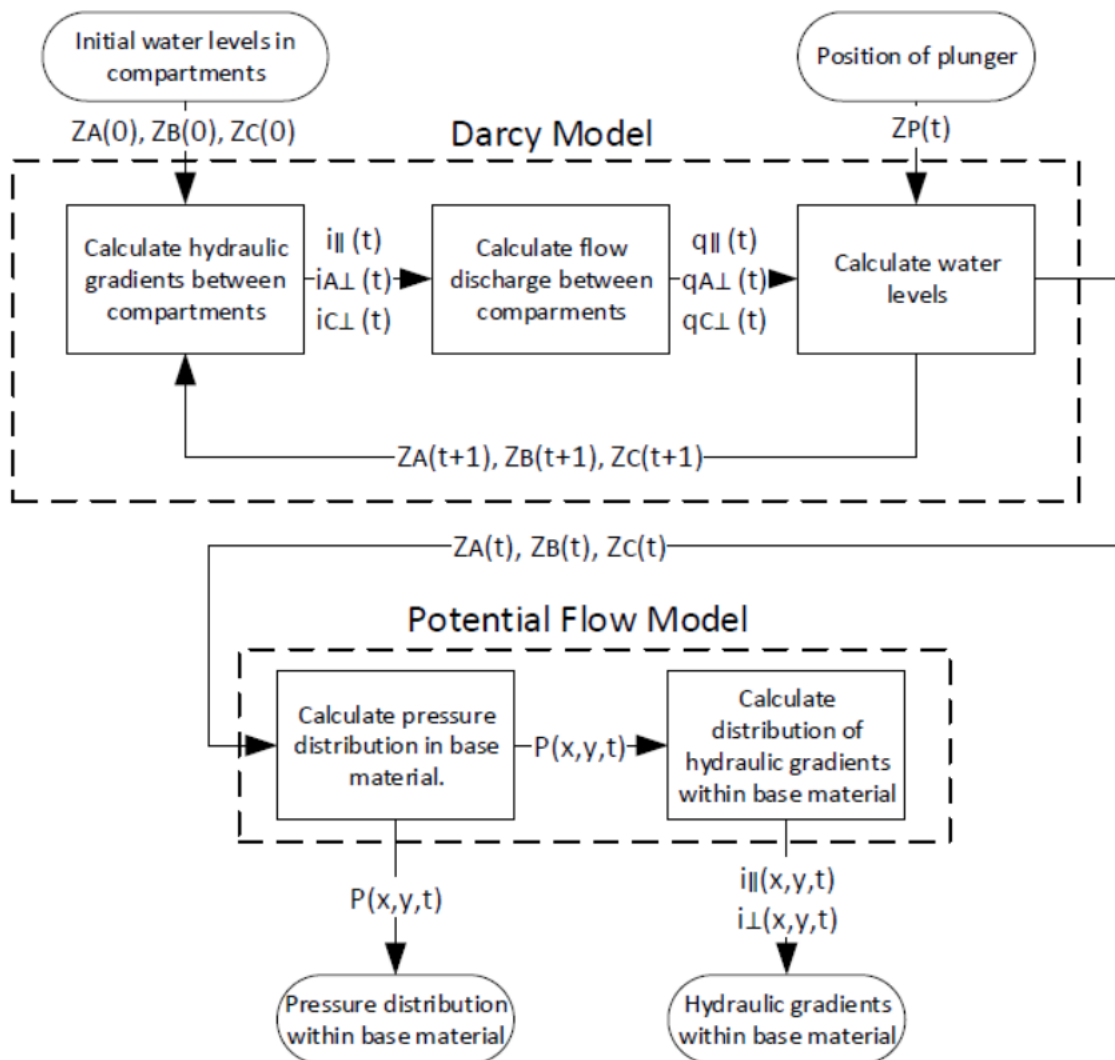 Initial water levels in
compartments
Position of plunger
ZA(0), ZB(0), ZC(0)
Darcy Model
ZP(t)
Calculate hydraulic
gradients between
compartments
i∥ (t)
iA⊥ (t)
iC⊥ (t)
Calculate flow
discharge between
comparments
q∥ (t)
qA⊥ (t)
qC⊥ (t)
Calculate water
levels
ZA(t+1), ZB(t+1), ZC(t+1)
ZA(t), ZB(t), ZC(t)
Potential Flow Model
Calculate pressure
distribution in base
material.
P(x,y,t)
Calculate
distribution of
hydraulic gradients
within base material
P(x,y,t)
i∥(x,y,t)
i⊥(x,y,t)
Pressure distribution
within base material
Hydraulic gradients
within base material